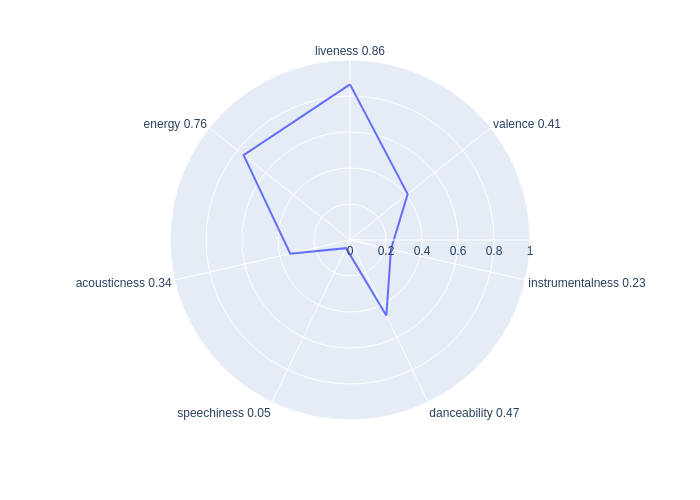 liveness 0.86
energy 0.76
valence 0.41
0 0.2 0.4 0.6 0.8 1
acousticness 0.34
instrumentalness 0.23
speechiness 0.05
danceability 0.47